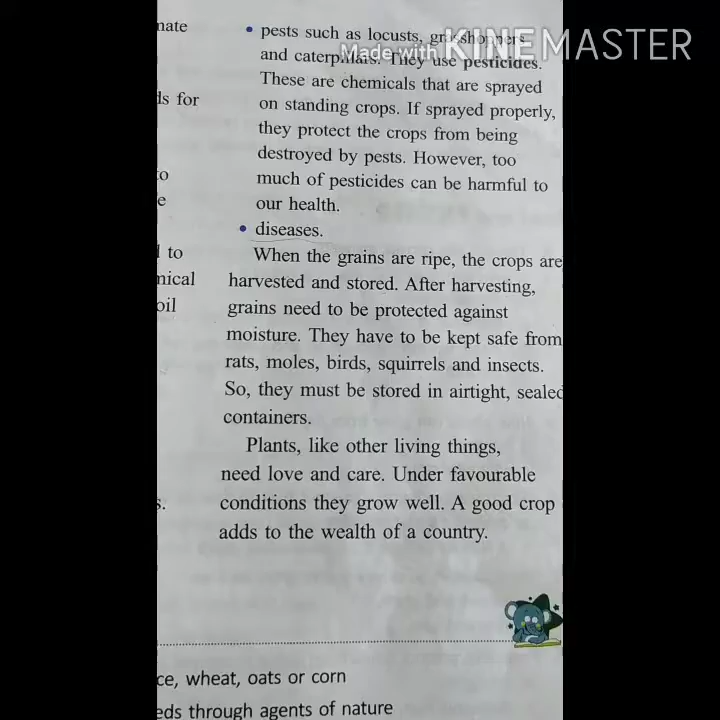 nate
ds for
to
e
to
nical
oil
s.
• pests such as locusts, grasshoppers
and caterpillars. They use pesticides.
These are chemicals that are sprayed
on standing crops. If sprayed properly,
they protect the crops from being
destroyed by pests. However, too
much of pesticides can be harmful to
our health.
• diseases.
When the grains are ripe, the crops are
harvested and stored. After harvesting,
grains need to be protected against
moisture. They have to be kept safe from
rats, moles, birds, squirrels and insects.
So, they must be stored in airtight, sealed
containers.
Plants, like other living things,
need love and care. Under favourable
conditions they grow well. A good crop
adds to the wealth of a country.
ce, wheat, oats or corn
eds through agents of nature
Made with KINEMASTER